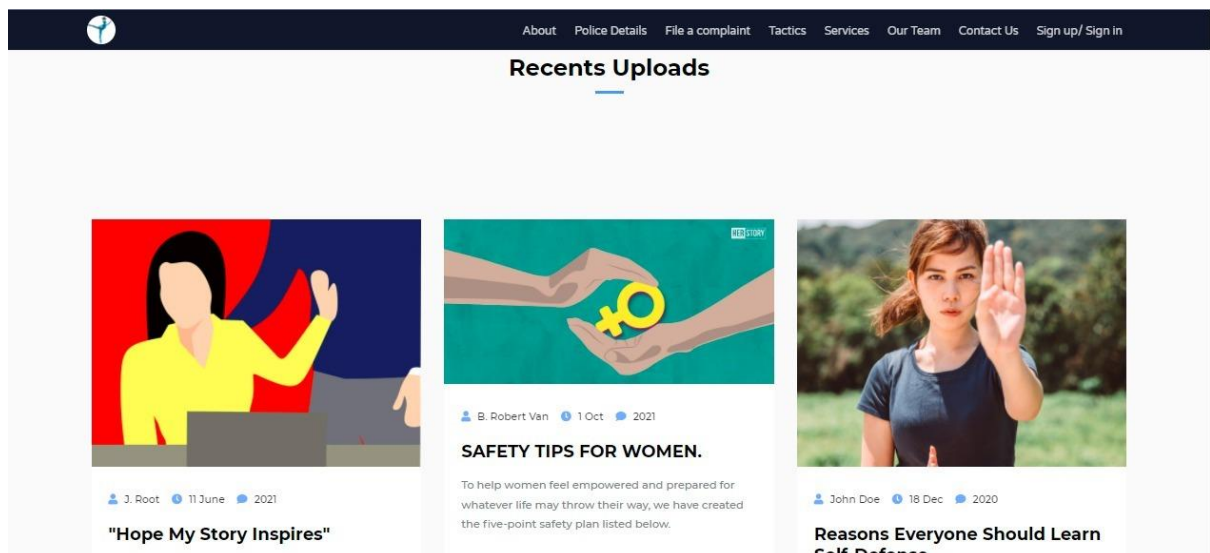 About Police Details File a complaint Tactics Services Our Team Contact Us Sign up/ Sign in
Recents Uploads
J. Root 11 June 2021
"Hope My Story Inspires"
HER STORY
B. Robert Van 1 Oct 2021
SAFETY TIPS FOR WOMEN.
To help women feel empowered and prepared for
whatever life may throw their way, we have created
the five-point safety plan listed below.
John Doe 18 Dec 2020
Reasons Everyone Should Learn
Self-Defense